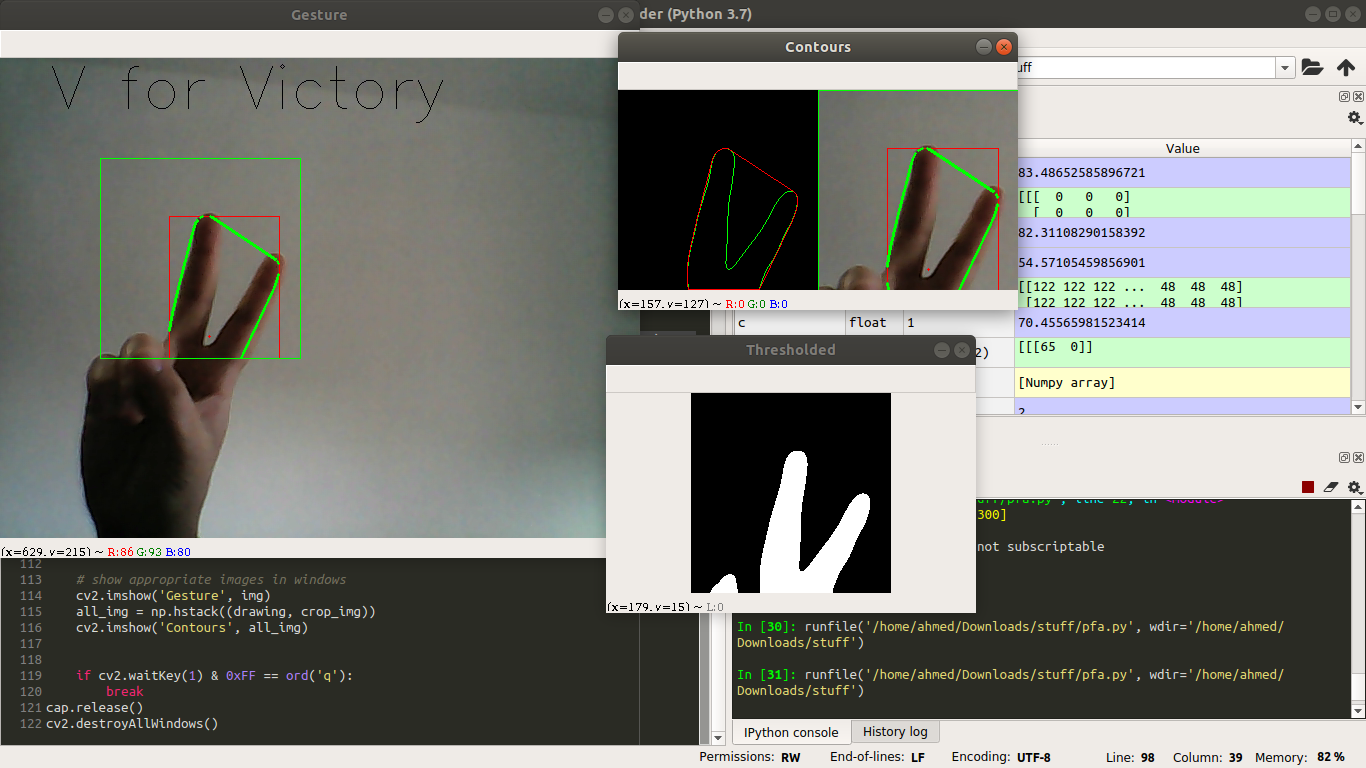 Gesture
der (Python 3.7)
V for Victory
Contours
uff
Value
83.48652585896721
[[[ 0 0 0]
[ 0 0 0]
82.31108290158392
54.57105459856901
[[122 122 122 ... 48 48 48]
[122 122 122 ... 48 48 48]
c float 1 70.45565981523414
2) [[[65 0]]
[Numpy array]
2
(x=157, y=127) ~ R:0 G:0 B:0
Thresholded
(x=179, y=15) ~ L:0
(x=629, y=215) ~ R:86 G:93 B:80
112
113 # show appropriate images in windows
114 cv2.imshow('Gesture', img)
115 all_img = np.hstack((drawing, crop_img))
116 cv2.imshow('Contours', all_img)
117
118
119 if cv2.waitKey(1) & 0xFF == ord('q'):
120 break
121 cap.release()
122 cv2.destroyAllWindows()
uff/pfa.py", line 22, in <module>
300]
not subscriptable
In [30]: runfile('/home/ahmed/Downloads/stuff/pfa.py', wdir='/home/ahmed/
Downloads/stuff')
In [31]: runfile('/home/ahmed/Downloads/stuff/pfa.py', wdir='/home/ahmed/
Downloads/stuff')
IPython console History log
Permissions: RW End-of-lines: LF Encoding: UTF-8 Line: 98 Column: 39 Memory: 82 %